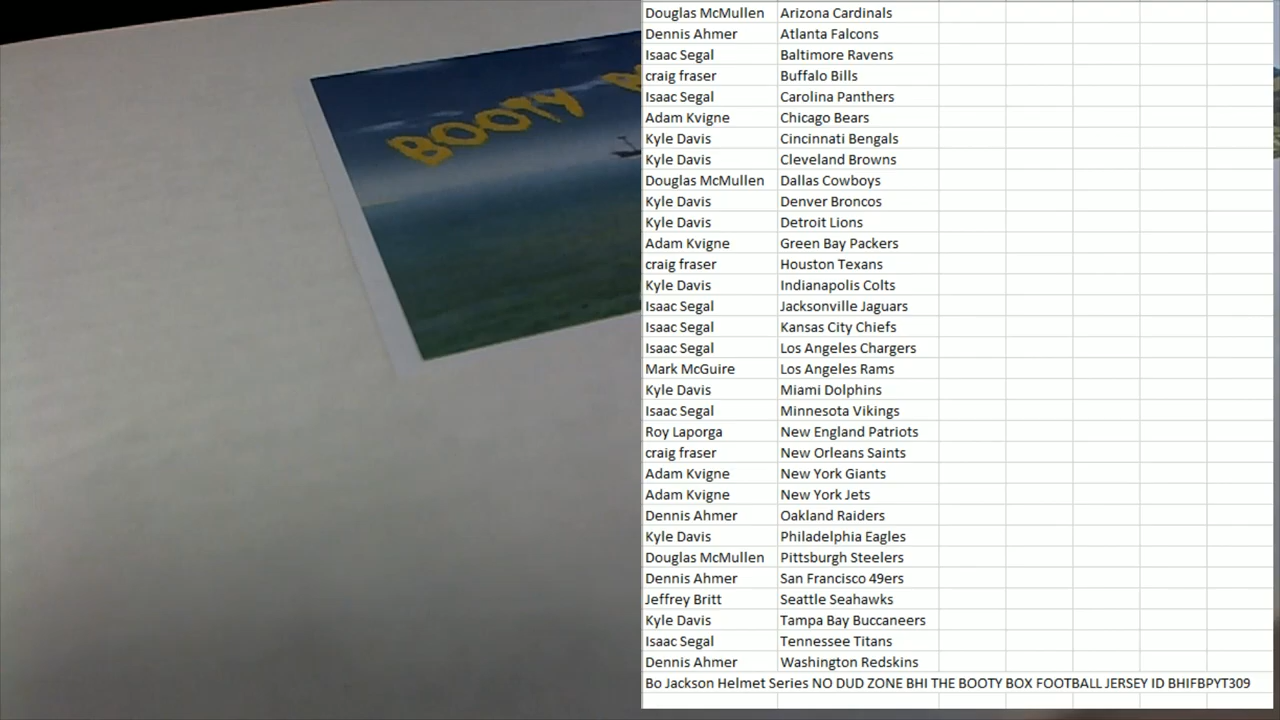 BOOTY
Douglas McMullen Arizona Cardinals
Dennis Ahmer Atlanta Falcons
Isaac Segal Baltimore Ravens
craig fraser Buffalo Bills
Isaac Segal Carolina Panthers
Adam Kvigne Chicago Bears
Kyle Davis Cincinnati Bengals
Kyle Davis Cleveland Browns
Douglas McMullen Dallas Cowboys
Kyle Davis Denver Broncos
Kyle Davis Detroit Lions
Adam Kvigne Green Bay Packers
craig fraser Houston Texans
Kyle Davis Indianapolis Colts
Isaac Segal Jacksonville Jaguars
Isaac Segal Kansas City Chiefs
Isaac Segal Los Angeles Chargers
Mark McGuire Los Angeles Rams
Kyle Davis Miami Dolphins
Isaac Segal Minnesota Vikings
Roy Laporga New England Patriots
craig fraser New Orleans Saints
Adam Kvigne New York Giants
Adam Kvigne New York Jets
Dennis Ahmer Oakland Raiders
Kyle Davis Philadelphia Eagles
Douglas McMullen Pittsburgh Steelers
Dennis Ahmer San Francisco 49ers
Jeffrey Britt Seattle Seahawks
Kyle Davis Tampa Bay Buccaneers
Isaac Segal Tennessee Titans
Dennis Ahmer Washington Redskins
Bo Jackson Helmet Series NO DUD ZONE BHI THE BOOTY BOX FOOTBALL JERSEY ID BHIFBPYT309